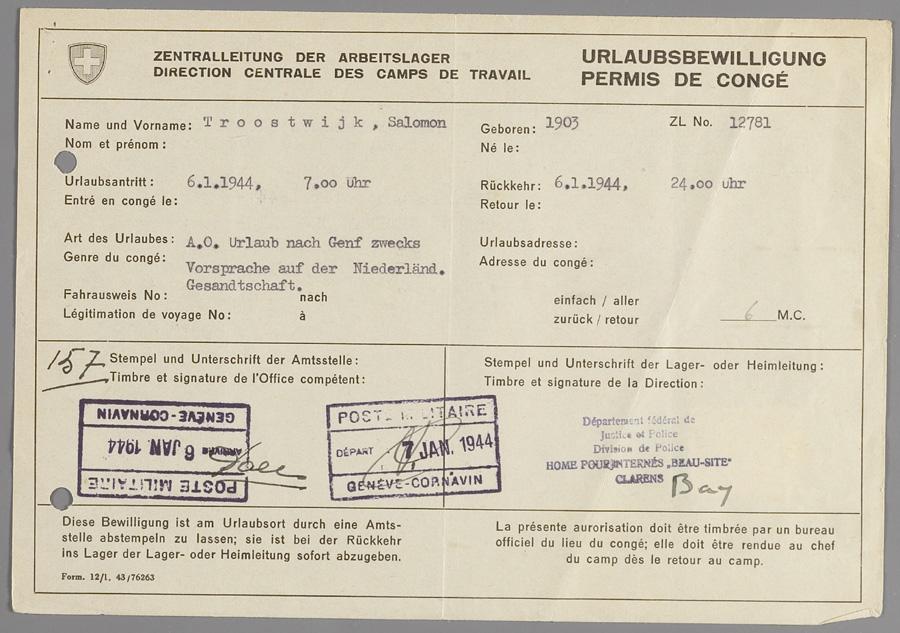 ZENTRALLEITUNG DER ARBEITSLAGER
DIRECTION CENTRALE DES CAMPS DE TRAVAIL
URLAUBSBEWILLIGUNG
PERMIS DE CONGÉ
Name und Vorname: Troostwijk, Salomon
Nom et prénom:
Geboren: 1903 ZL No. 12781
Né le:
Urlaubsantritt: 6.1.1944, 7.00 Uhr
Entré en congé le:
Rückkehr: 6.1.1944, 24.00 uhr
Retour le:
Art des Urlaubes: A.O. Urlaub nach Genf zwecks
Genre du congé: Vorsprache auf der Niederländ.
Gesandtschaft.
Urlaubsadresse:
Adresse du congé:
Fahrausweis No: nach
Légitimation de voyage No: à
einfach / aller
zurück / retour 6 M.C.
157 Stempel und Unterschrift der Amtsstelle:
Timbre et signature de l'Office compétent:
Stempel und Unterschrift der Lager- oder Heimleitung:
Timbre et signature de la Direction:
POSTE MILITAIRE
ARRIVÉE 6 JAN. 1944
GENÈVE-CORNAVIN
POSTE MILITAIRE
DÉPART 7 JAN. 1944
GENÈVE-CORNAVIN
Département fédéral de
Justice et Police
Division de Police
HOME POUR INTERNÉS „BEAU-SITE"
CLARENS Bay
Diese Bewilligung ist am Urlaubsort durch eine Amts-
stelle abstempeln zu lassen; sie ist bei der Rückkehr
ins Lager der Lager- oder Heimleitung sofort abzugeben.
La présente aurorisation doit être timbrée par un bureau
officiel du lieu du congé; elle doit être rendue au chef
du camp dès le retour au camp.
Form. 12/1. 43/76263